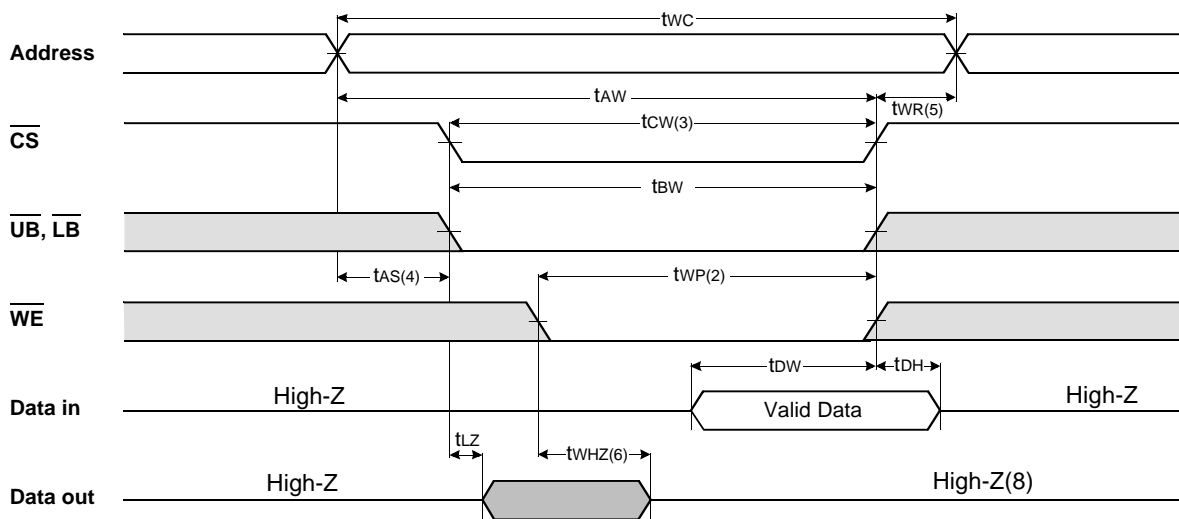 tWC
Address
tAW
tWR(5)
tCW(3)
CS
tBW
UB, LB
tAS(4)
tWP(2)
WE
tDW
tDH
High-Z
High-Z
Data in
Valid Data
tLZ
tWHZ(6)
High-Z
High-Z(8)
Data out